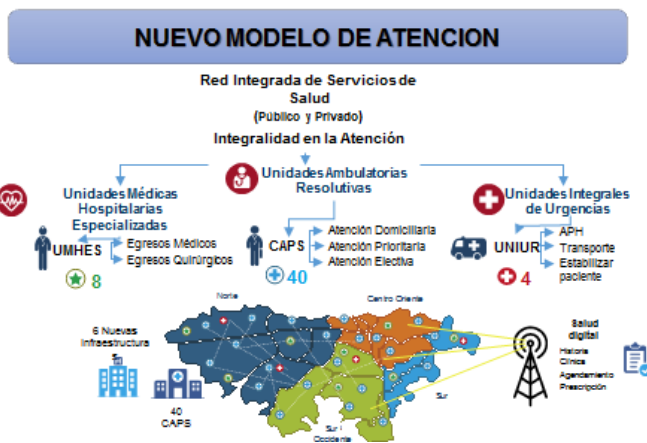 NUEVO MODELO DE ATENCION
Red Integrada de Servicios de
Salud
(Público y Privado)
Integralidad en la Atención
Unidades Médicas
Hospitalarias
Especializadas
UMHES
Egresos Médicos
Egresos Quirúrgicos
8
Unidades Ambulatorias
Resolutivas
CAPS
Atención Domiciliaria
Atención Prioritaria
Atención Electiva
40
Unidades Integrales
de Urgencias
UNIUR
APH
Transporte
Estabilizar
paciente
4
Norte
Centro Oriente
6 Nuevas
Infraestructura
s
40
CAPS
Sur
Sur
Occidente
Salud
digital
Historia
Clínica
Agendamiento
Prescripción